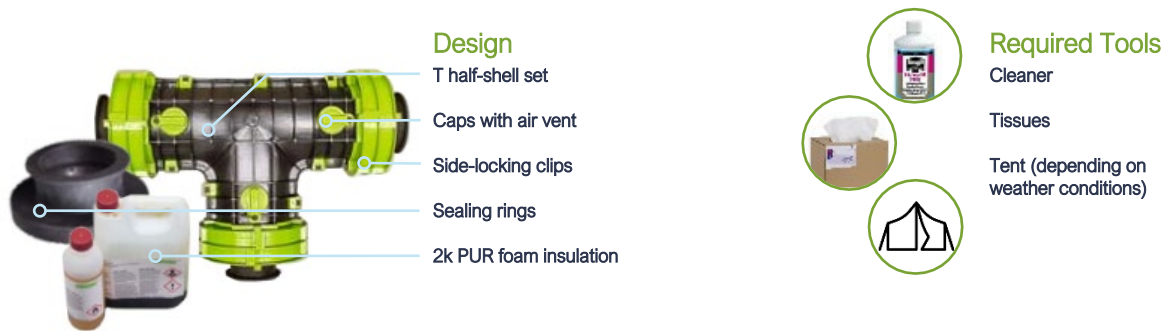 Design
T half-shell set
Caps with air vent
Side-locking clips
Sealing rings
2k PUR foam insulation
Required Tools
Cleaner
Tissues
Tent (depending on
weather conditions)